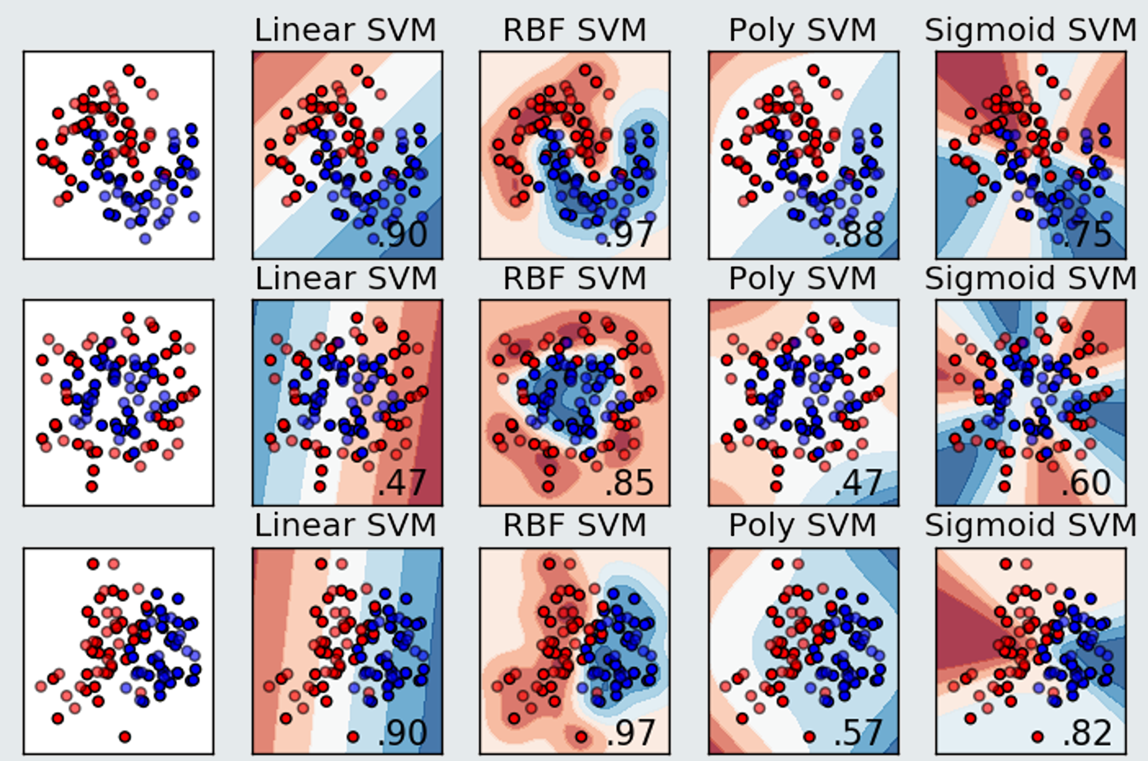 Linear SVM RBF SVM Poly SVM Sigmoid SVM
.90 .97 .88 .75
Linear SVM RBF SVM Poly SVM Sigmoid SVM
.47 .85 .47 .60
Linear SVM RBF SVM Poly SVM Sigmoid SVM
.90 .97 .57 .82